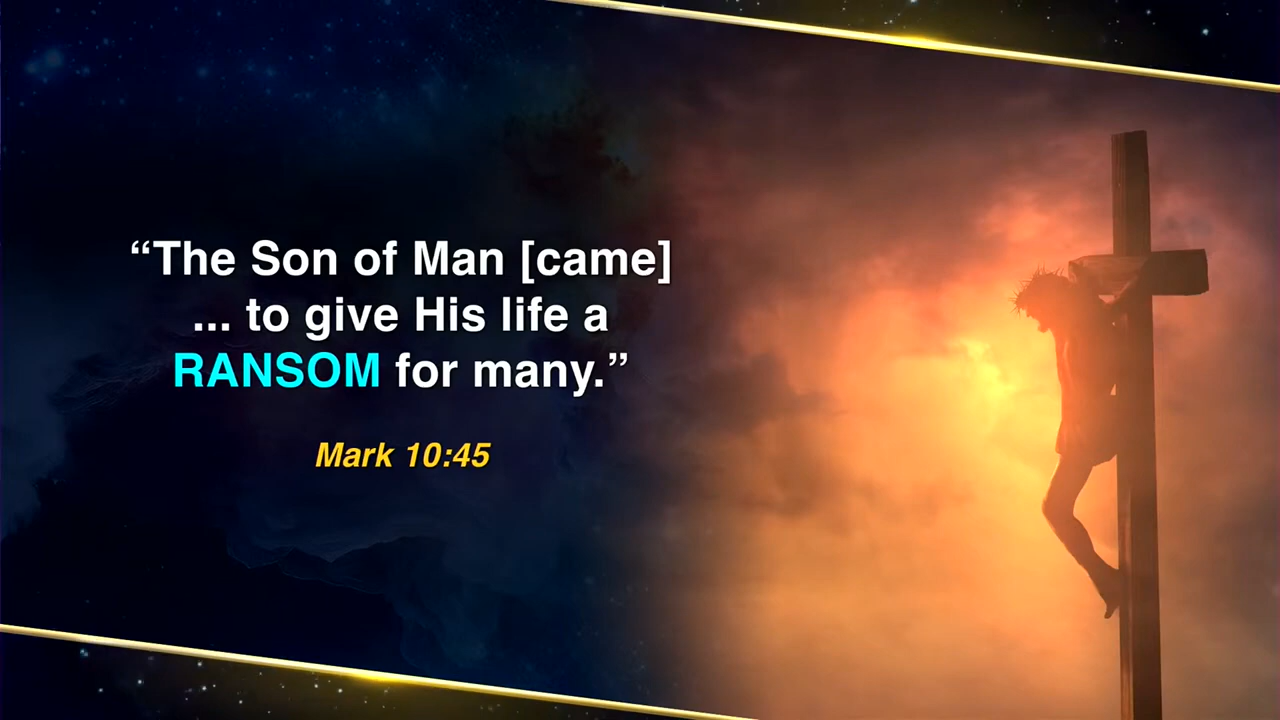 “The Son of Man [came]
... to give His life a
RANSOM for many.”
Mark 10:45